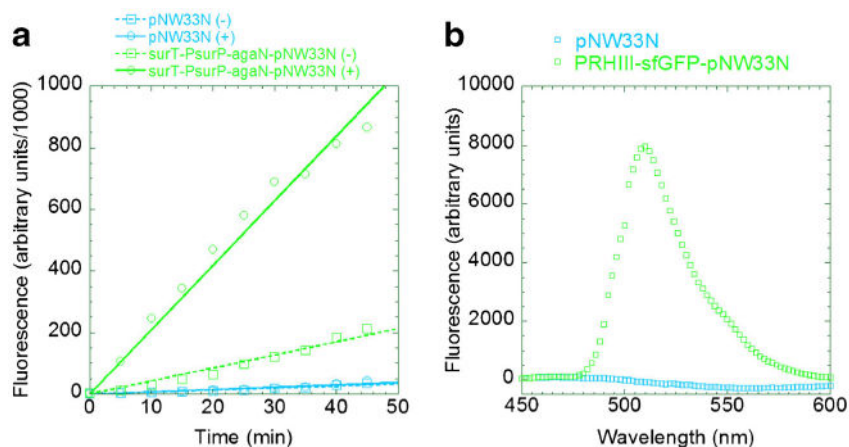 a
pNW33N (-)
pNW33N (+)
surT-PsurP-agaN-pNW33N (-)
surT-PsurP-agaN-pNW33N (+)
1000
800
600
400
200
0
0
10
20
30
40
50
Fluorescence (arbitrary units/1000)
Time (min)
b
pNW33N
PRHIII-sfGFP-pNW33N
10000
8000
6000
4000
2000
0
450
500
550
600
Fluorescence (arbitrary units)
Wavelength (nm)